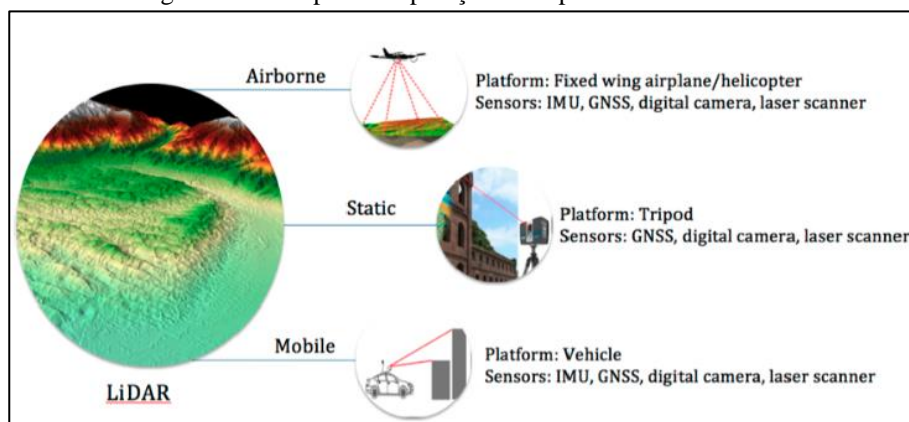 Airborne
Platform: Fixed wing airplane/helicopter
Sensors: IMU, GNSS, digital camera, laser scanner
Static
Platform: Tripod
Sensors: GNSS, digital camera, laser scanner
Mobile
Platform: Vehicle
Sensors: IMU, GNSS, digital camera, laser scanner
LiDAR